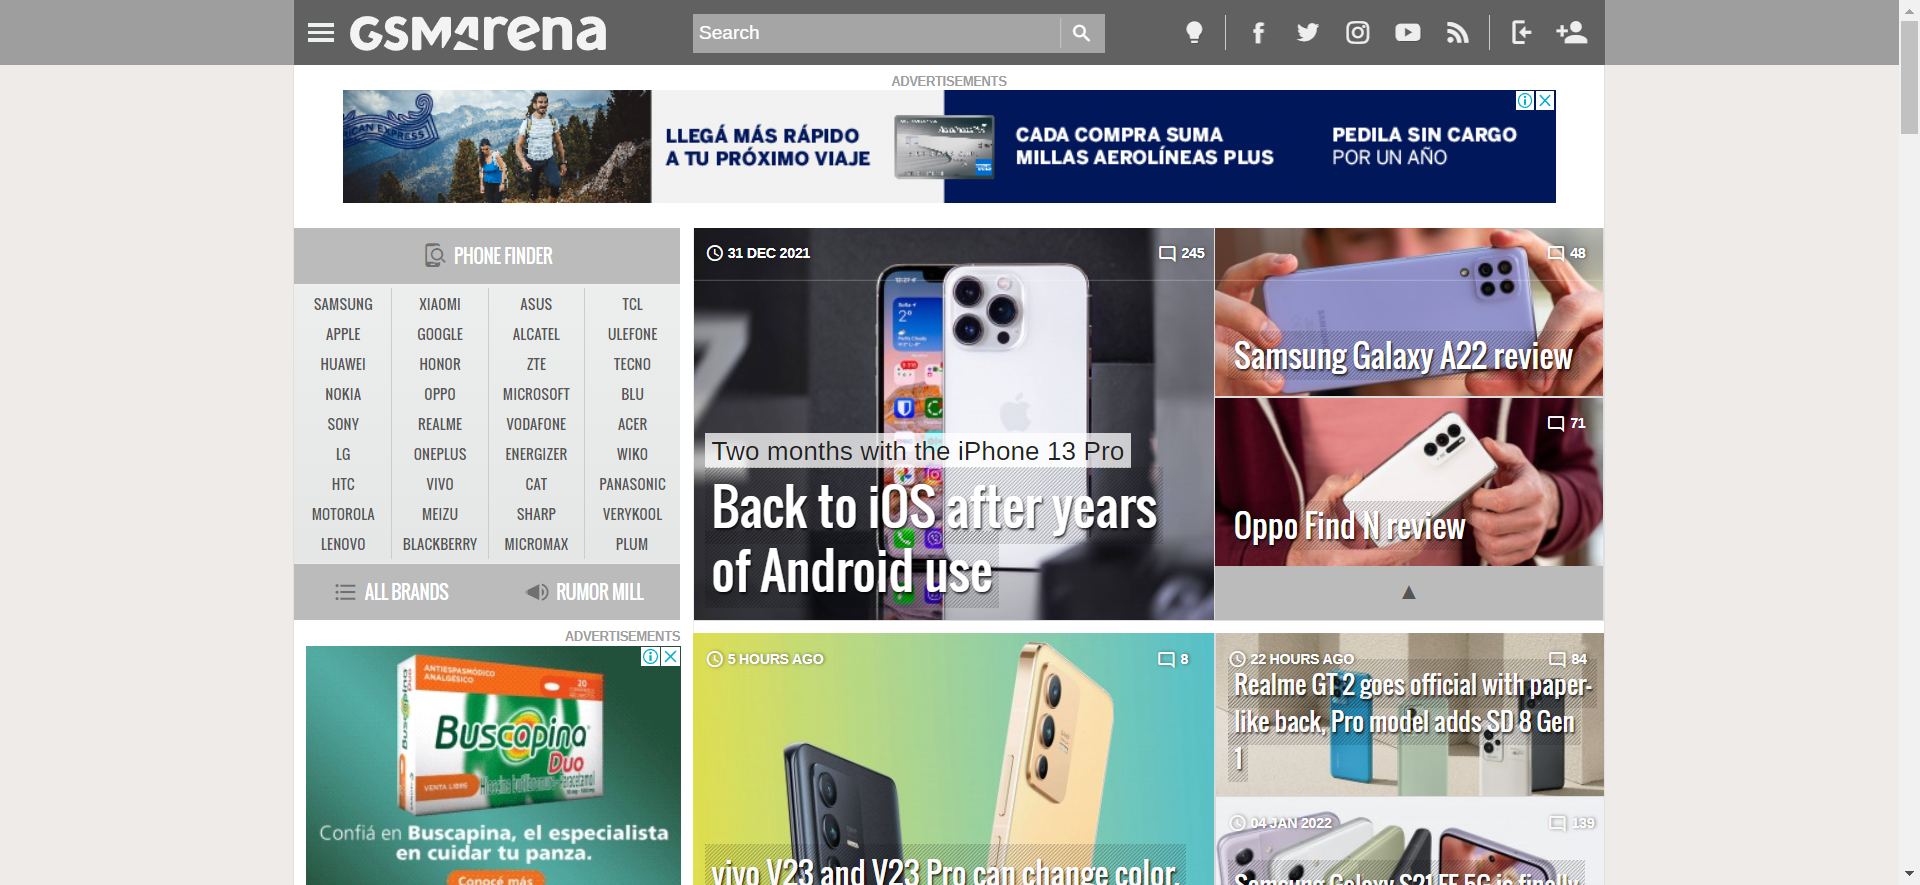 GSMArena
Search
ADVERTISEMENTS
RICAN EXPRESS
LLEGÁ MÁS RÁPIDO
A TU PRÓXIMO VIAJE
CADA COMPRA SUMA
MILLAS AEROLÍNEAS PLUS
PEDILA SIN CARGO
POR UN AÑO
PHONE FINDER
SAMSUNG XIAOMI ASUS TCL
APPLE GOOGLE ALCATEL ULEFONE
HUAWEI HONOR ZTE TECNO
NOKIA OPPO MICROSOFT BLU
SONY REALME VODAFONE ACER
LG ONEPLUS ENERGIZER WIKO
HTC VIVO CAT PANASONIC
MOTOROLA MEIZU SHARP VERYKOOL
LENOVO BLACKBERRY MICROMAX PLUM
ALL BRANDS RUMOR MILL
31 DEC 2021 245
Two months with the iPhone 13 Pro
Back to iOS after years
of Android use
48
Samsung Galaxy A22 review
71
Oppo Find N review
ADVERTISEMENTS
ANTIESPASMÓDICO
ANALGÉSICO
20
Buscapina
Duo
VENTA LIBRE
Confiá en Buscapina, el especialista
en cuidar tu panza.
Conocé más
5 HOURS AGO 8
vivo V23 and V23 Pro can change color,
22 HOURS AGO 84
Realme GT 2 goes official with paper-
like back, Pro model adds SD 8 Gen
1
04 JAN 2022 139
Samsung Galaxy S21 FE 5G is finally